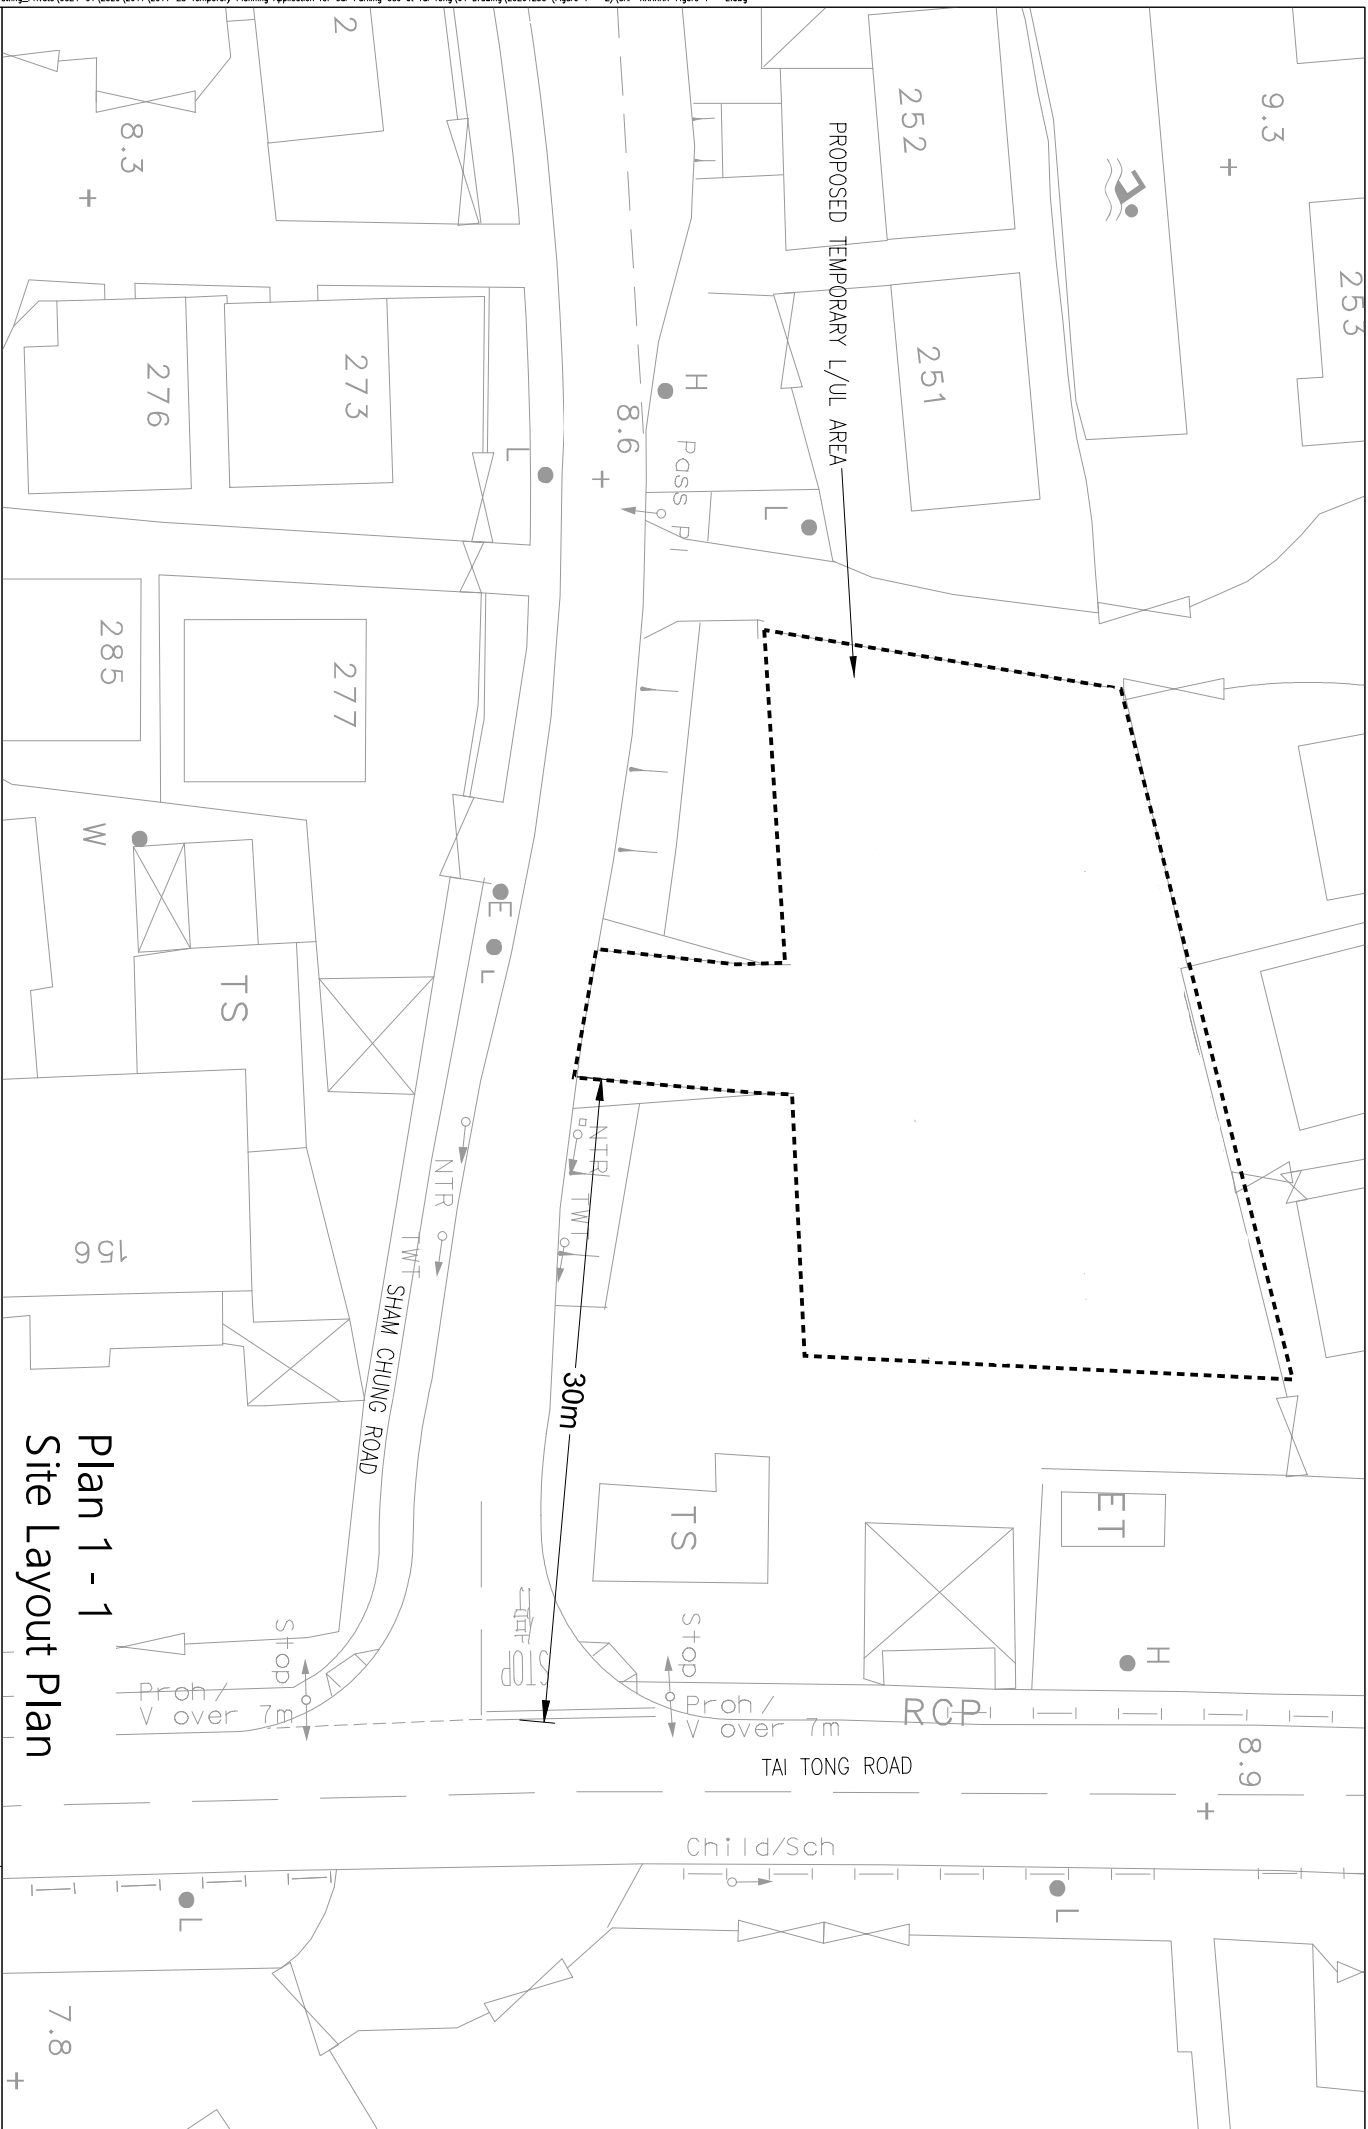 2
8.3
252
9.3
253
PROPOSED TEMPORARY L/UL AREA
276
273
L
8.6
H
Pass Pl
L
251
285
277
W
TS
E
L
156
NTR
TWT
NTR
TWT
SHAM CHUNG ROAD
30m
Plan 1 - 1
Site Layout Plan
TS
ET
H
STOP
Stop
Proh/
V over 7m
Stop
Proh/
V over 7m
RCP
TAI TONG ROAD
8.9
Child/Sch
L
L
7.8